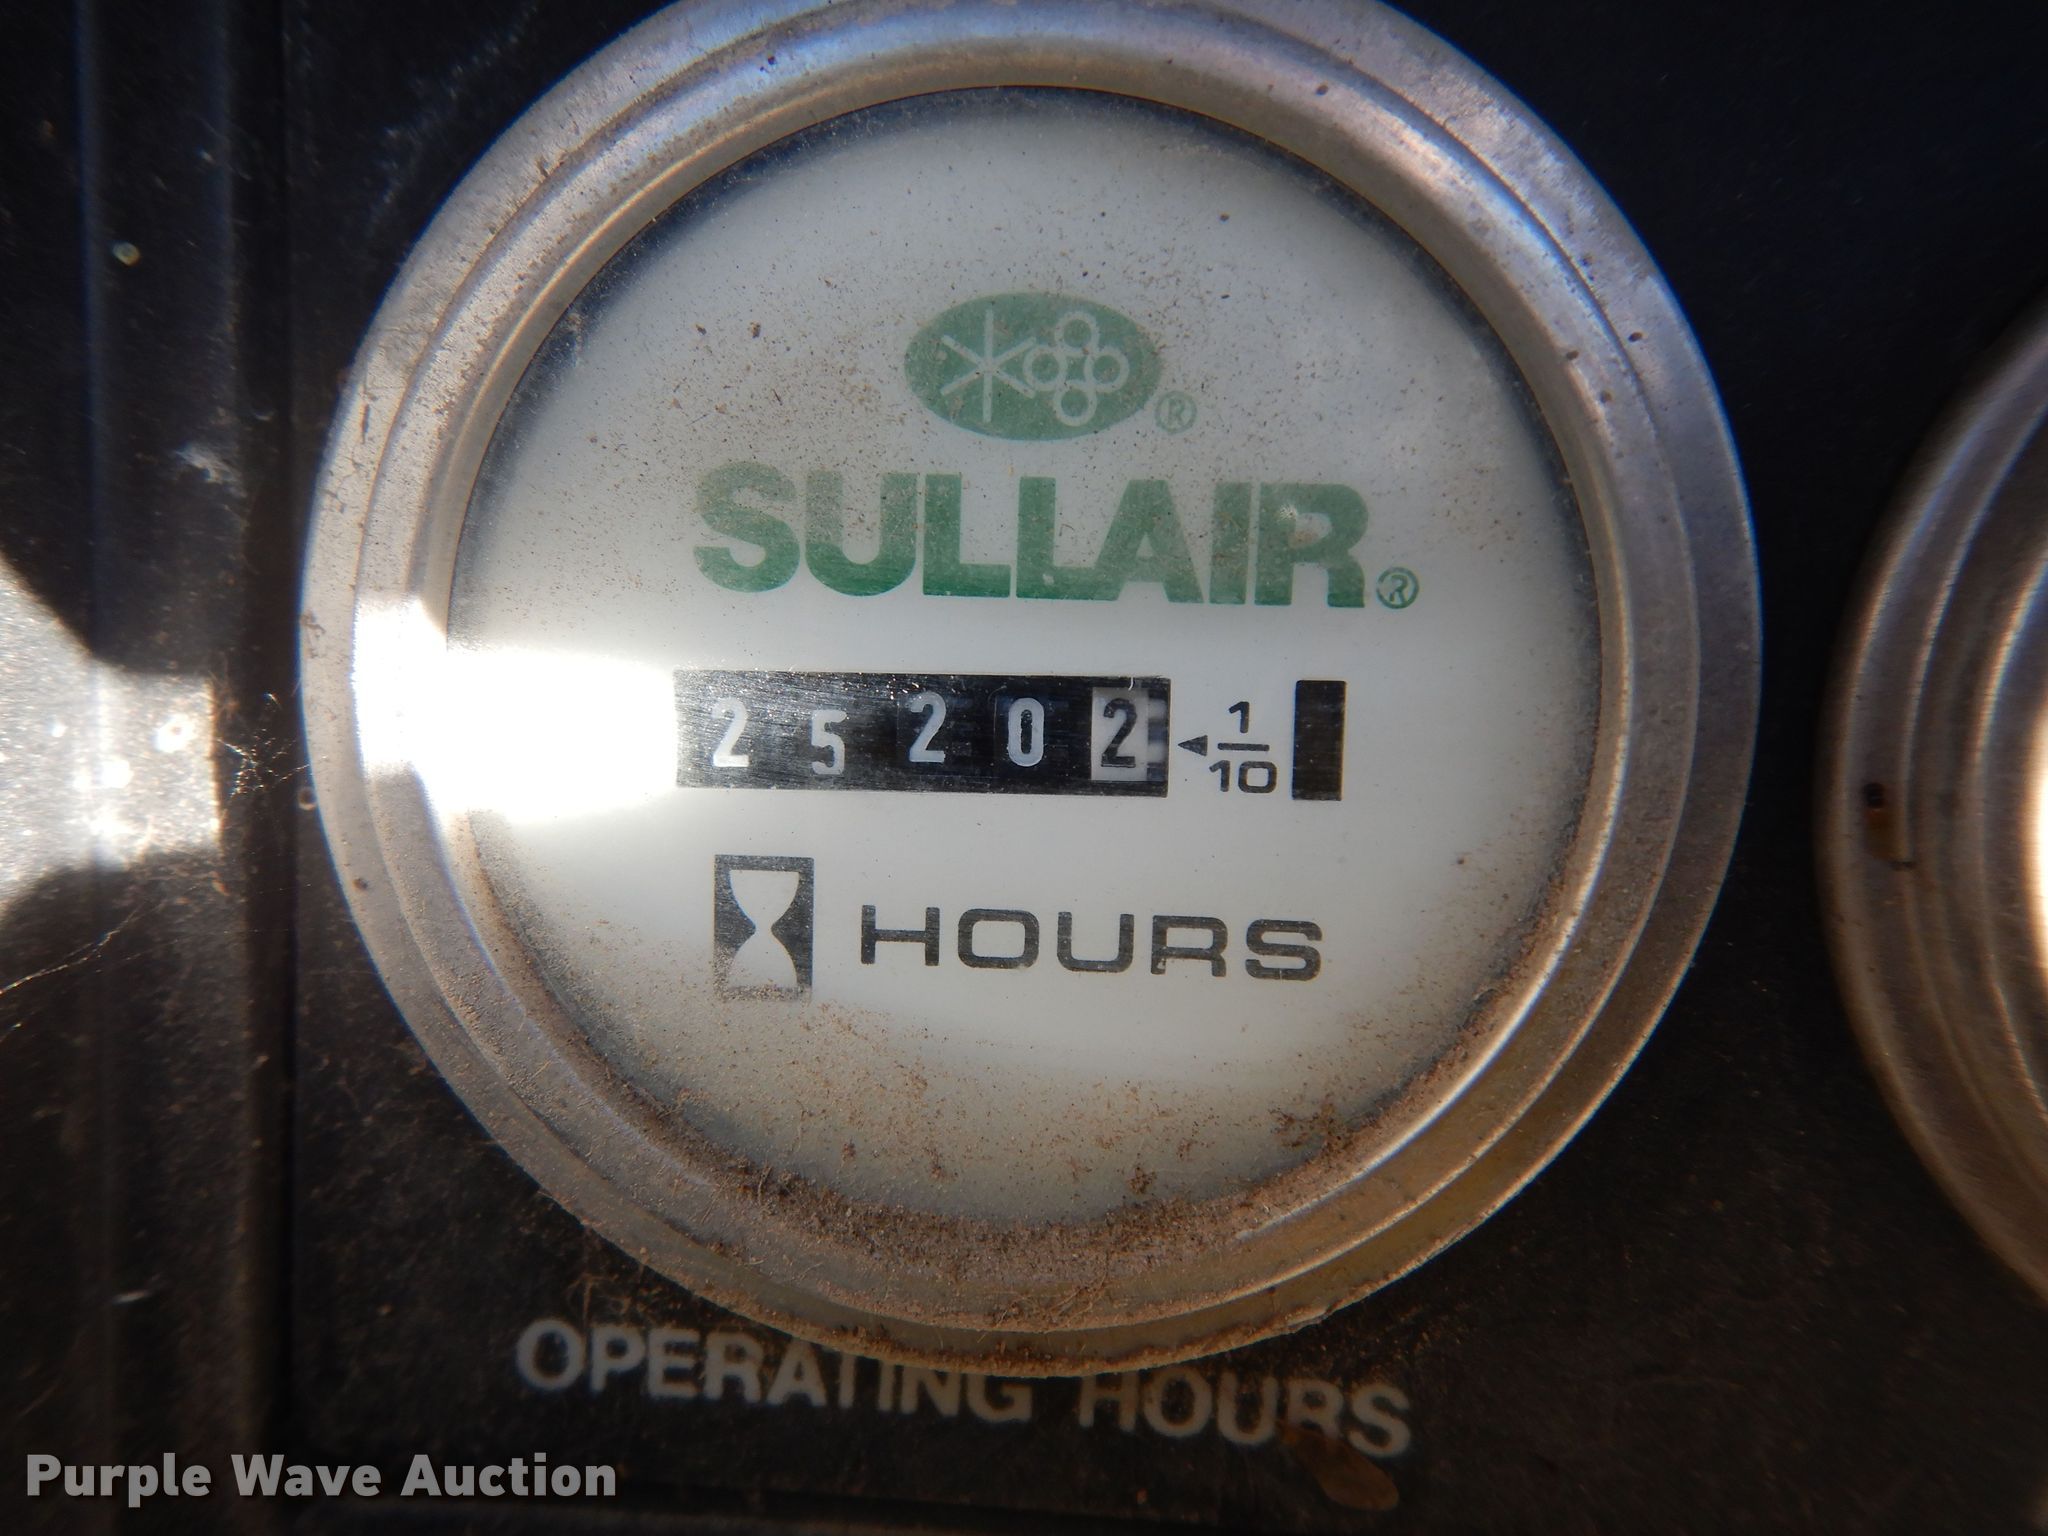 ®
SULLAIR®
25202 ◄ 1/10
HOURS
OPERATING HOURS
Purple Wave Auction